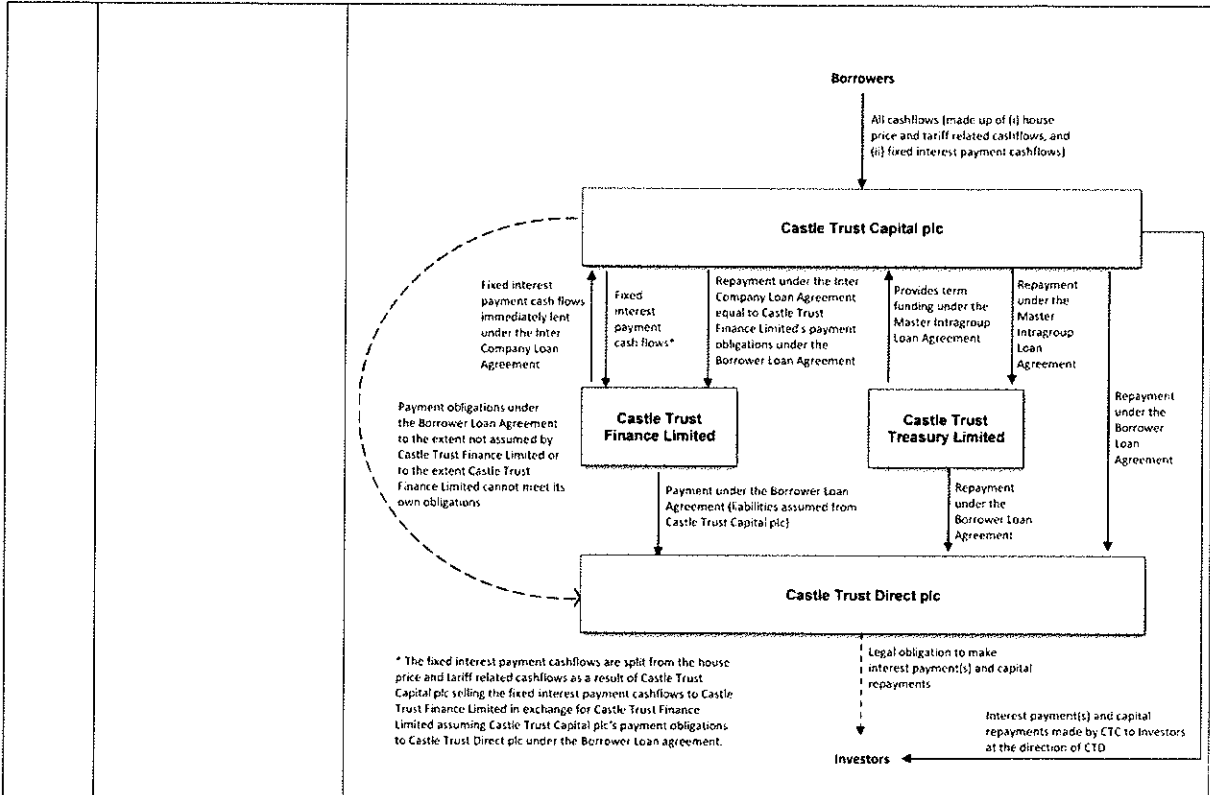 Borrowers
All cashflows (made up of (i) house
price and tariff related cashflows, and
(ii) fixed interest payment cashflows)
Castle Trust Capital plc
Fixed interest
payment cash flows
immediately lent
under the Inter
Company Loan
Agreement
Fixed
interest
payment
cash flows*
Repayment under the Inter
Company Loan Agreement
equal to Castle Trust
Finance Limited's payment
obligations under the
Borrower Loan Agreement
Provides term
funding under the
Master Intragroup
Loan Agreement
Repayment
under the
Master
Intragroup
Loan
Agreement
Repayment
under the
Borrower
Loan
Agreement
Payment obligations under
the Borrower Loan Agreement
to the extent not assumed by
Castle Trust Finance Limited or
to the extent Castle Trust
Finance Limited cannot meet its
own obligations
Castle Trust
Finance Limited
Castle Trust
Treasury Limited
Payment under the Borrower Loan
Agreement (liabilities assumed from
Castle Trust Capital plc)
Repayment
under the
Borrower Loan
Agreement
Castle Trust Direct plc
Legal obligation to make
interest payment(s) and capital
repayments
* The fixed interest payment cashflows are split from the house
price and tariff related cashflows as a result of Castle Trust
Capital plc selling the fixed interest payment cashflows to Castle
Trust Finance Limited in exchange for Castle Trust Finance
Limited assuming Castle Trust Capital plc's payment obligations
to Castle Trust Direct plc under the Borrower Loan agreement.
Interest payment(s) and capital
repayments made by CTC to Investors
at the direction of CTD
Investors